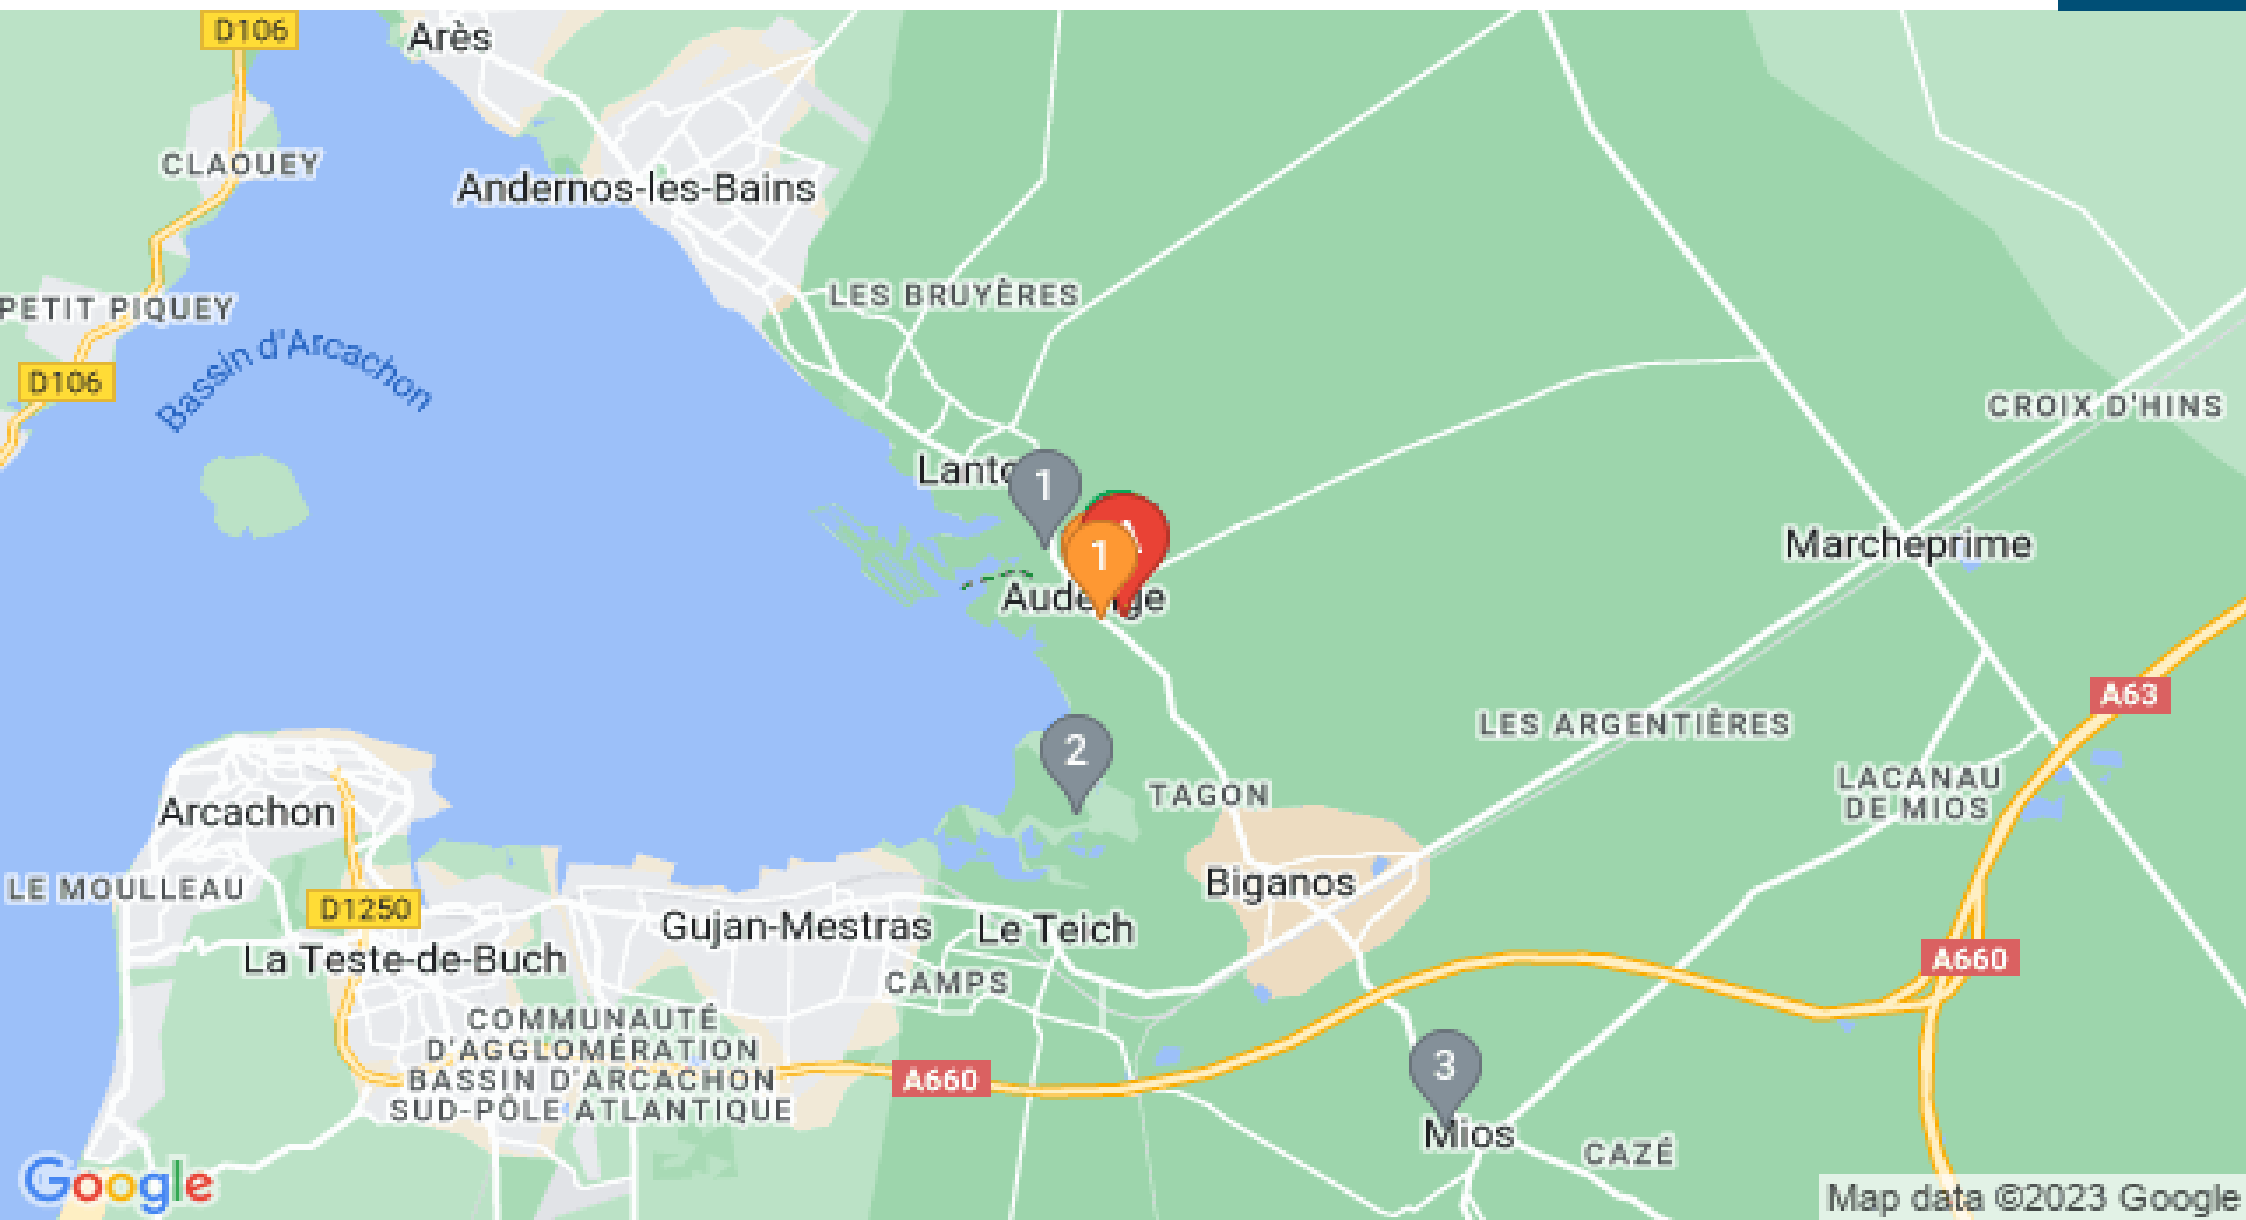 D106
Arès
CLAOUEY
Andernos-les-Bains
LES BRUYÈRES
PETIT PIQUEY
Bassin d'Arcachon
D106
CROIX D'HINS
1
1
Marcheprime
A63
LES ARGENTIÈRES
2
TAGON
LACANAU
DE MIOS
Arcachon
Biganos
LE MOULLEAU
D1250
Gujan-Mestras
Le Teich
La Teste-de-Buch
A660
CAMPS
COMMUNAUTÉ
D'AGGLOMÉRATION
BASSIN D'ARCACHON
SUD-PÔLE ATLANTIQUE
A660
3
Mios
CAZÉ
Google
Map data ©2023 Google